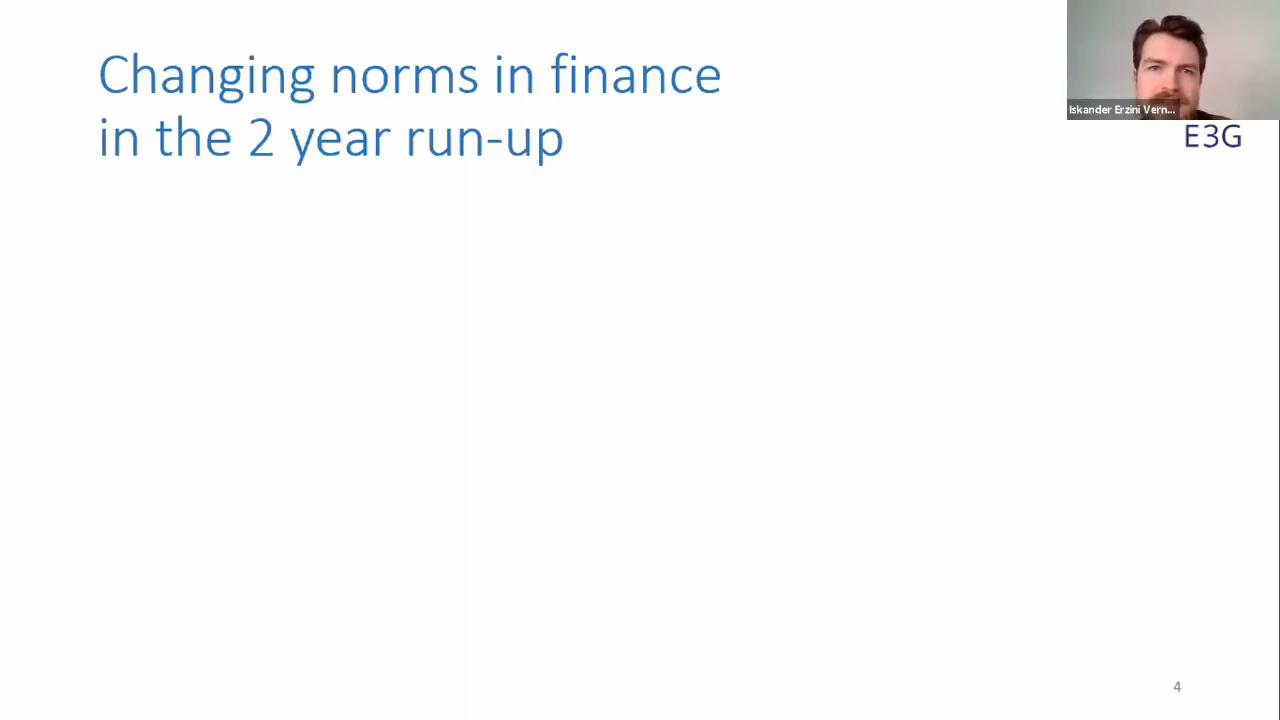 Changing norms in finance
in the 2 year run-up
Iskander Erzini Vern...
E3G
4